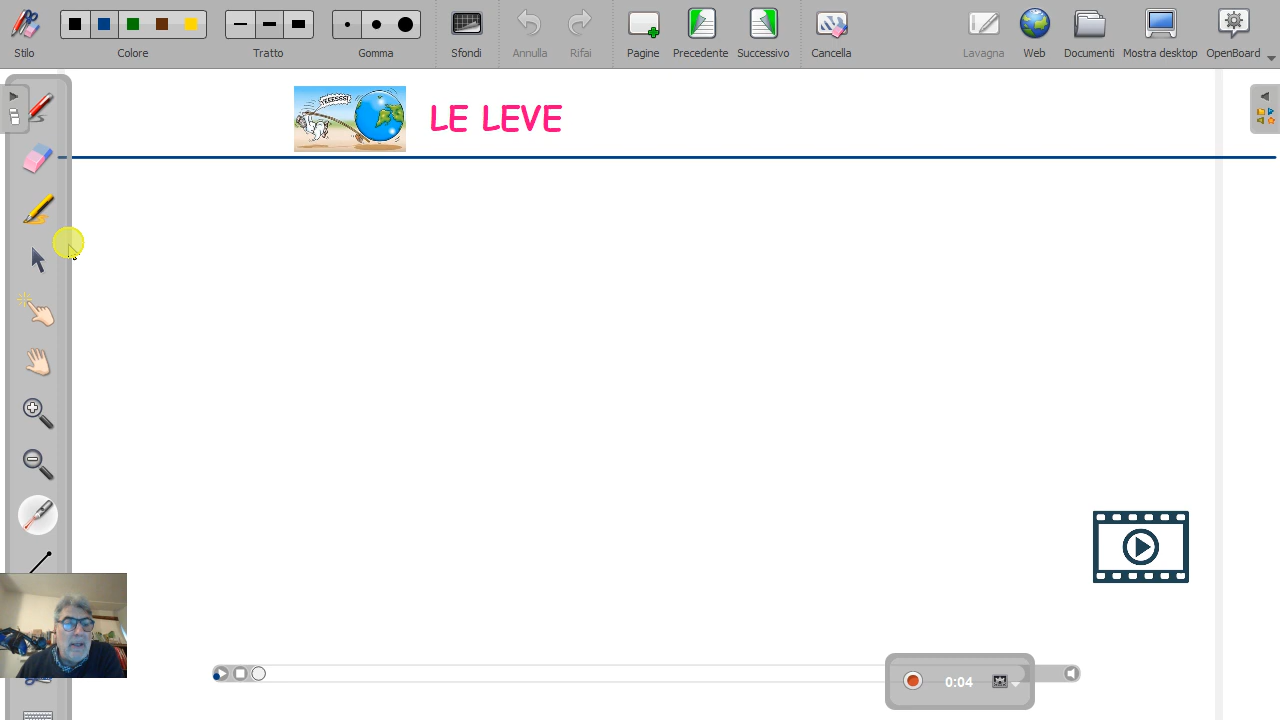 Stilo
Colore
Tratto
Gomma
Sfondi
Annulla
Rifai
Pagine
Precedente
Successivo
Cancella
Lavagna
Web
Documenti
Mostra desktop
OpenBoard
LE LEVE
0:04